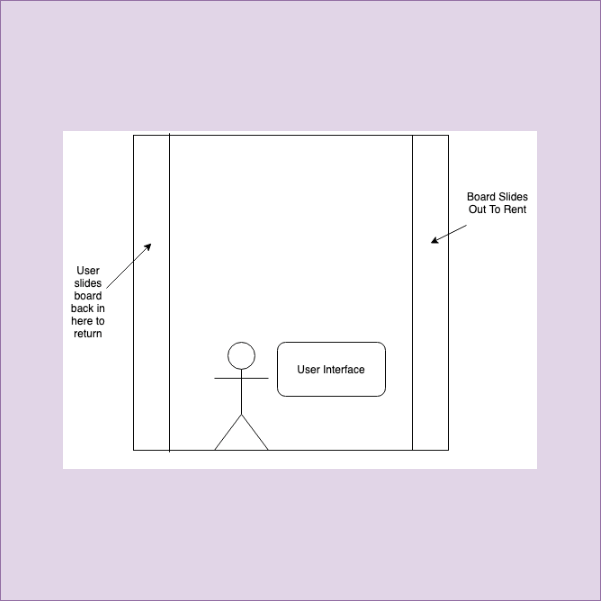 Board Slides
Out To Rent
User
slides
board
back in
here to
return
User Interface